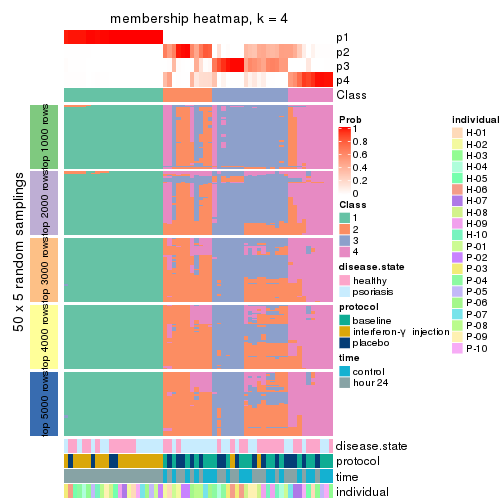 membership heatmap, k = 4
p1
p2
p3
p4
Class
50 x 5 random samplings
top 1000 rows
top 2000 rows
top 3000 rows
top 4000 rows
top 5000 rows
disease.state
protocol
time
individual
Prob
1
0.8
0.6
0.4
0.2
0
Class
1
2
3
4
disease.state
healthy
psoriasis
protocol
baseline
interferon-γ injection
placebo
time
control
hour 24
individual
H-01
H-02
H-03
H-04
H-05
H-06
H-07
H-08
H-09
H-10
P-01
P-02
P-03
P-04
P-05
P-06
P-07
P-08
P-09
P-10